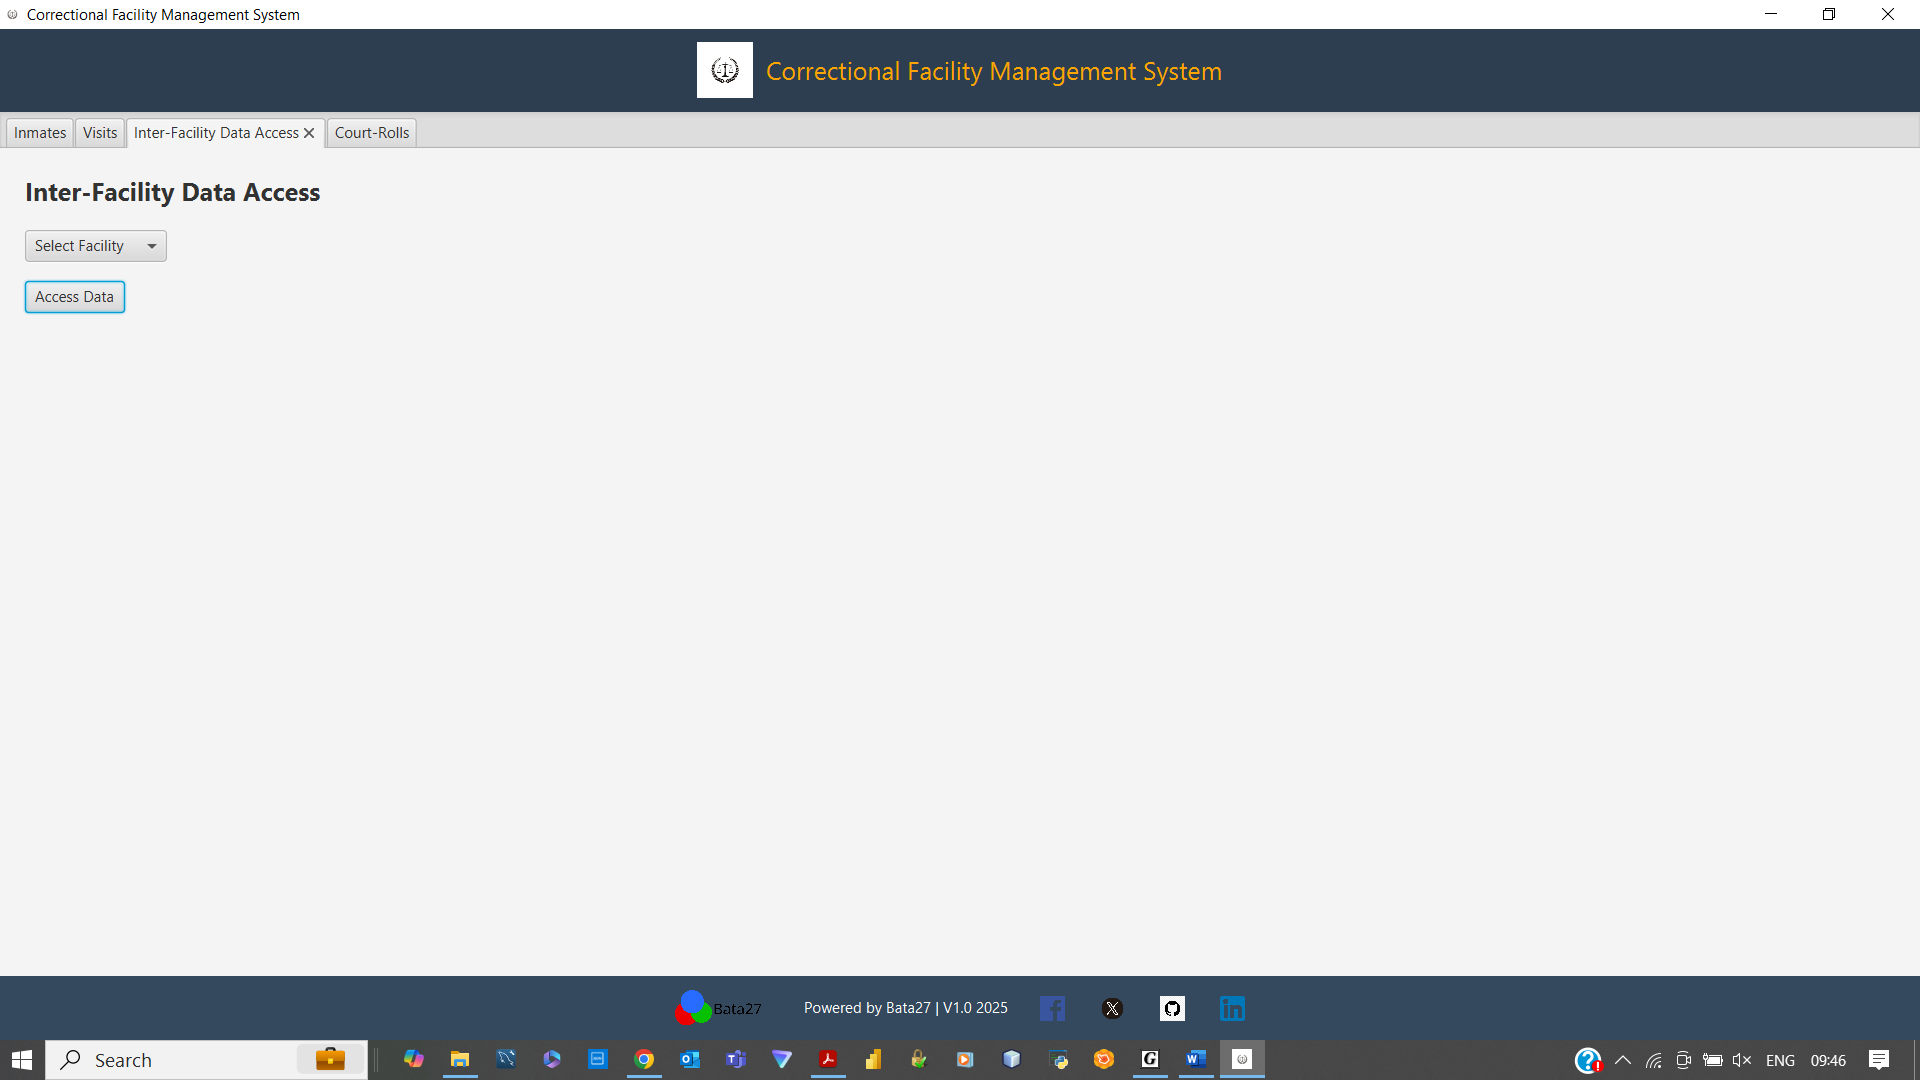 Correctional Facility Management System
Correctional Facility Management System
Inmates
Visits
Inter-Facility Data Access
Court-Rolls
Inter-Facility Data Access
Select Facility
Access Data
Bata27
Powered by Bata27 | V1.0 2025
Search
ENG
09:46